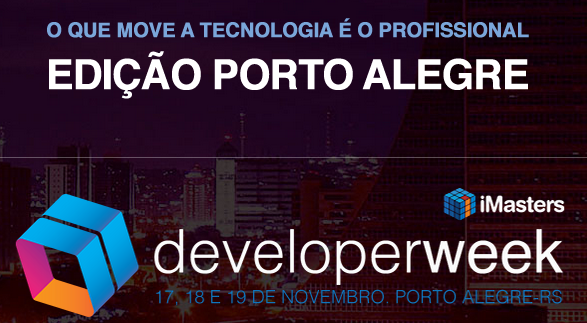 O QUE MOVE A TECNOLOGIA É O PROFISSIONAL
EDIÇÃO PORTO ALEGRE
iMasters
developerweek
17, 18 E 19 DE NOVEMBRO. PORTO ALEGRE-RS